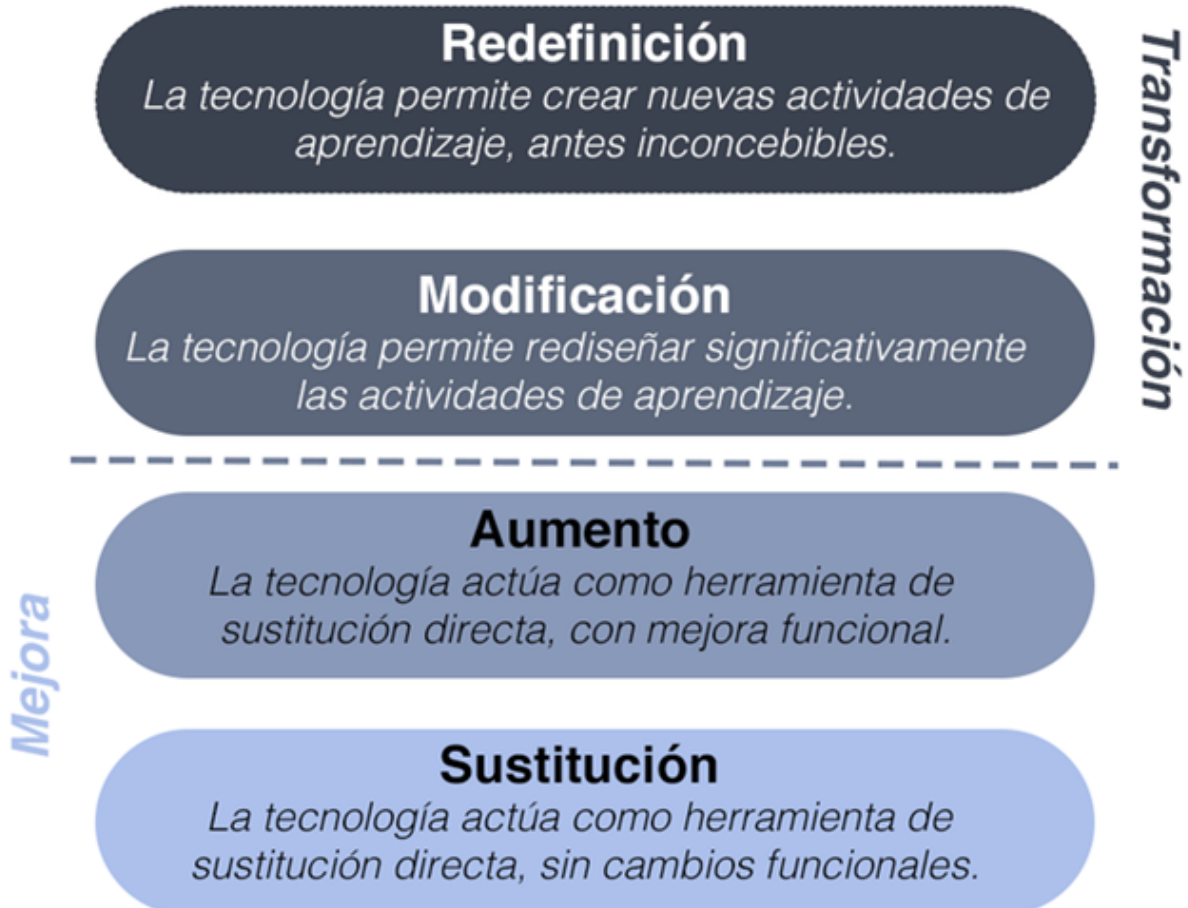 Redefinición
La tecnología permite crear nuevas actividades de
aprendizaje, antes inconcebibles.
Transformación
Modificación
La tecnología permite rediseñar significativamente
las actividades de aprendizaje.
Aumento
La tecnología actúa como herramienta de
sustitución directa, con mejora funcional.
Mejora
Sustitución
La tecnología actúa como herramienta de
sustitución directa, sin cambios funcionales.